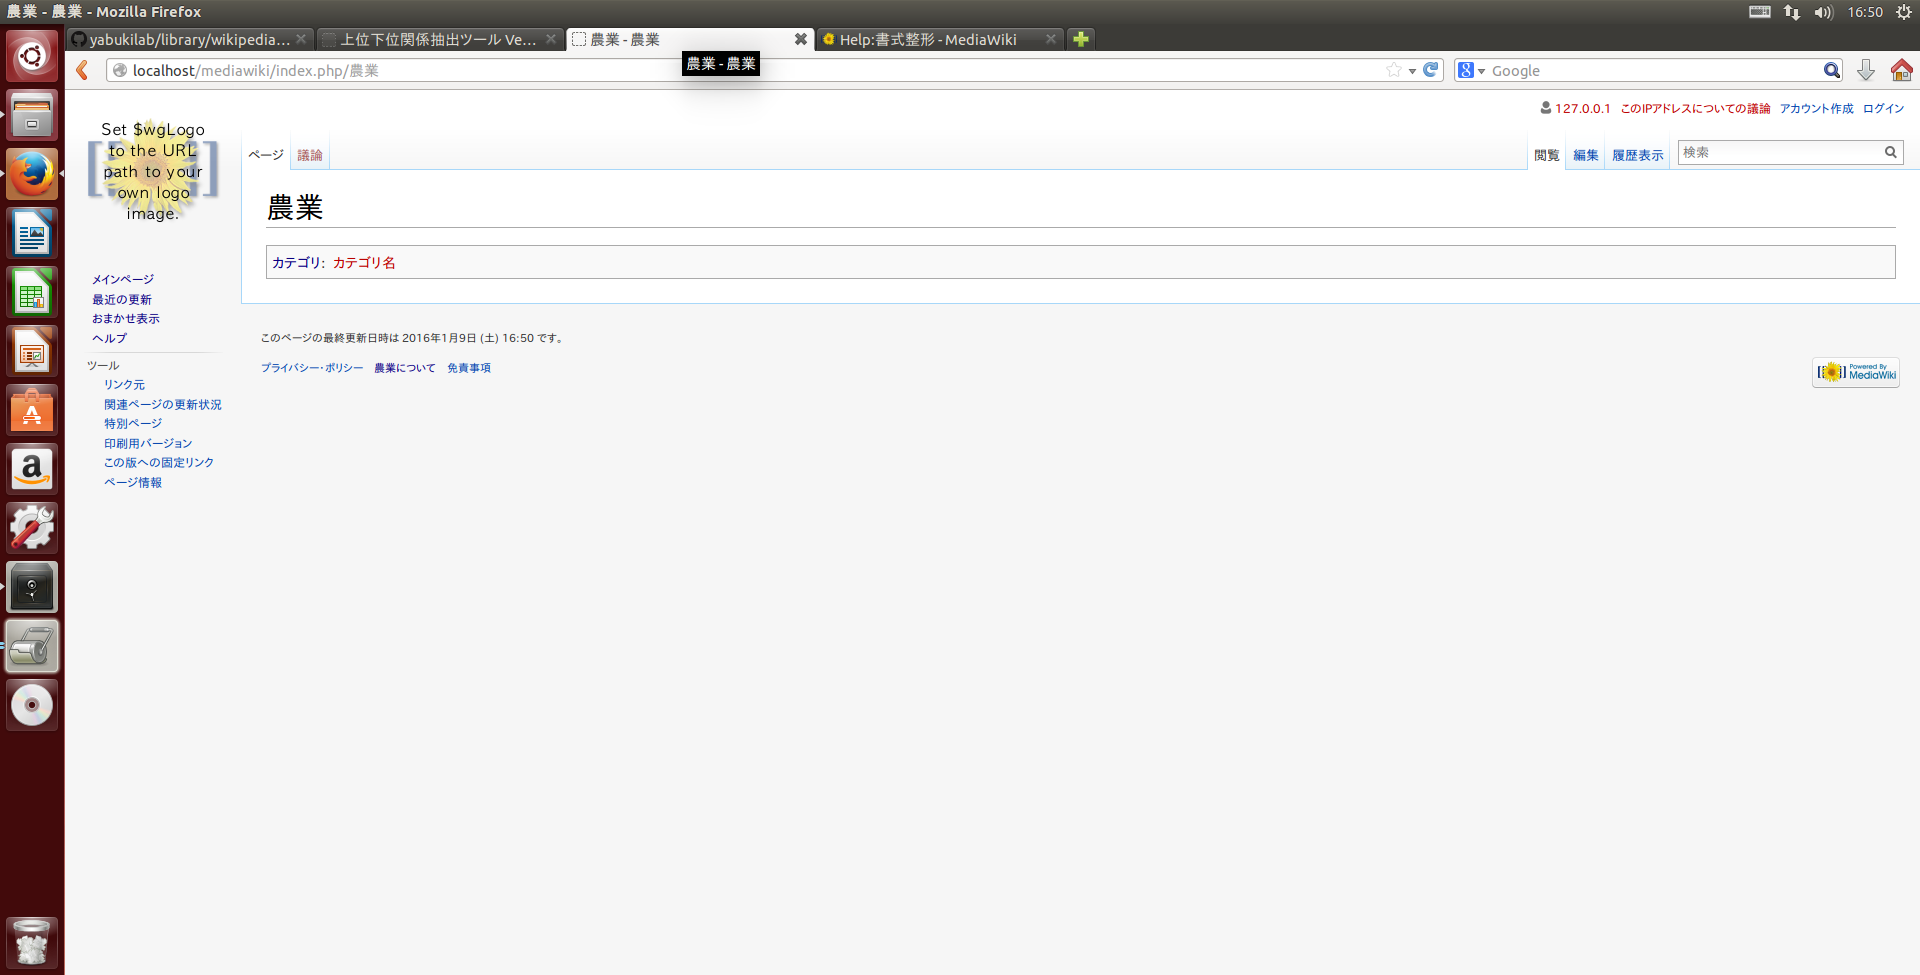 農業 - 農業 - Mozilla Firefox
16:50
yabukilab/library/wikipedia...
上位下位関係抽出ツール Ve...
農業 - 農業
Help:書式整形 - MediaWiki
localhost/mediawiki/index.php/農業
農業 - 農業
8
Google
127.0.0.1 このIPアドレスについての議論 アカウント作成 ログイン
Set $wgLogo
to the URL
path to your
own logo
image.
ページ 議論
閲覧 編集 履歴表示
検索
農業
カテゴリ: カテゴリ名
メインページ
最近の更新
おまかせ表示
ヘルプ
ツール
リンク元
関連ページの更新状況
特別ページ
印刷用バージョン
この版への固定リンク
ページ情報
このページの最終更新日時は 2016年1月9日 (土) 16:50 です。
プライバシー・ポリシー 農業について 免責事項
Powered By
MediaWiki